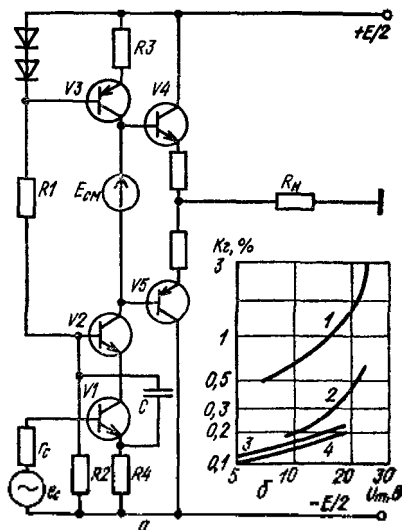 +E/2
R3
V3
V4
R1
Eсм
Rн
V5
V2
V1
C
rс
eс
R2
R4
Kг, %
3
1
0,5
0,3
0,2
0,1
1
2
3
4
5
10
20
30
Um, В
а
б
-E/2